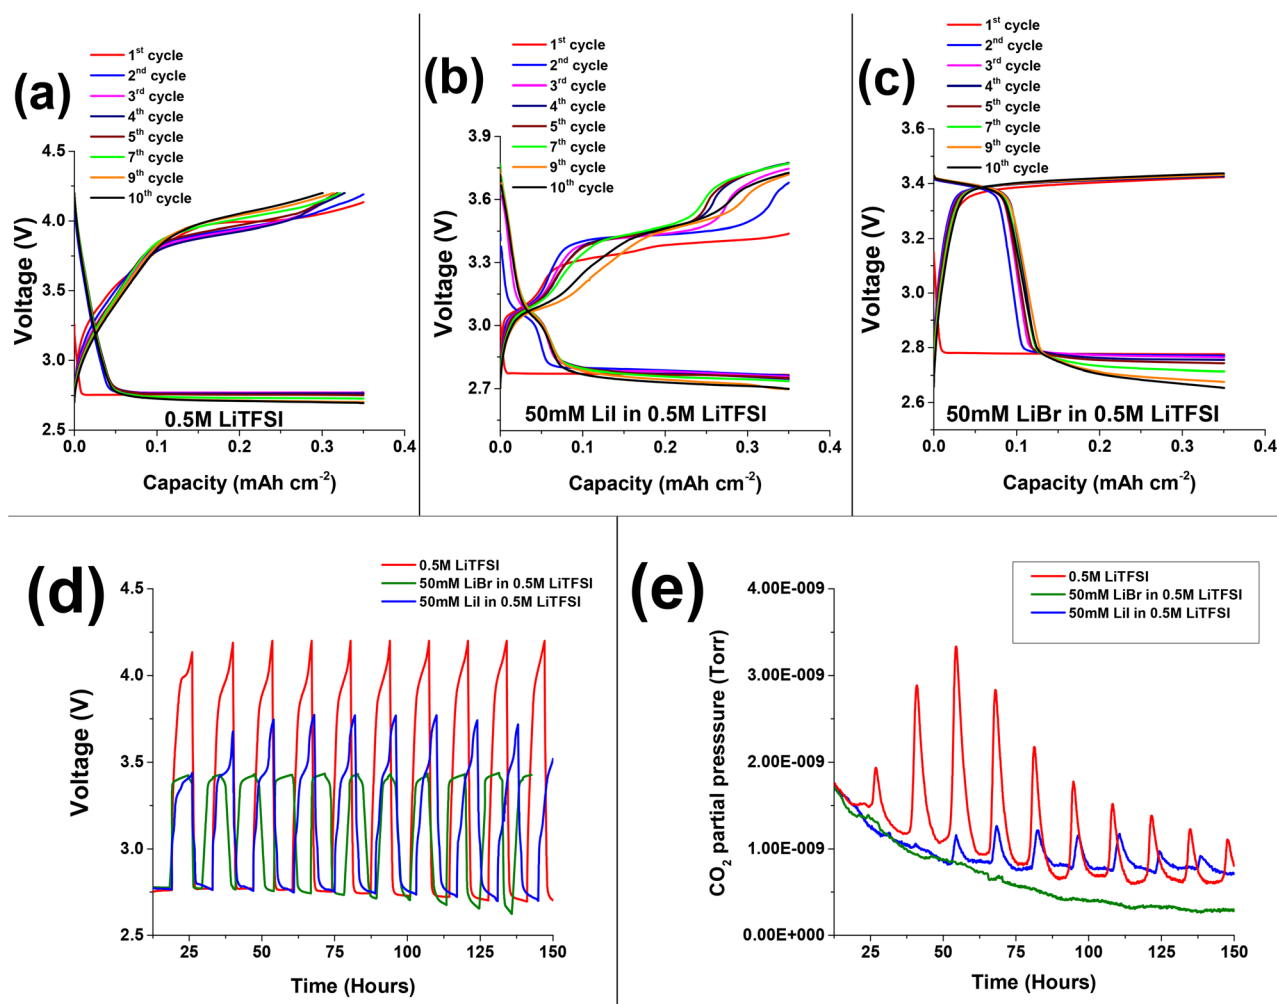 (a)
1st cycle
2nd cycle
3rd cycle
4th cycle
5th cycle
7th cycle
9th cycle
10th cycle
4.5
4.0
3.5
3.0
2.5
Voltage (V)
0.5M LiTFSI
0.0 0.1 0.2 0.3 0.4
Capacity (mAh cm-2)
(b)
1st cycle
2nd cycle
3rd cycle
4th cycle
5th cycle
7th cycle
9th cycle
10th cycle
3.9
3.6
3.3
3.0
2.7
Voltage (V)
50mM LiI in 0.5M LiTFSI
0.0 0.1 0.2 0.3 0.4
Capacity (mAh cm-2)
(c)
1st cycle
2nd cycle
3rd cycle
4th cycle
5th cycle
7th cycle
9th cycle
10th cycle
3.6
3.4
3.2
3.0
2.8
2.6
Voltage (V)
50mM LiBr in 0.5M LiTFSI
0.0 0.1 0.2 0.3 0.4
Capacity (mAh cm-2)
(d)
0.5M LiTFSI
50mM LiBr in 0.5M LiTFSI
50mM LiI in 0.5M LiTFSI
4.5
4.0
3.5
3.0
2.5
Voltage (V)
25 50 75 100 125 150
Time (Hours)
(e)
0.5M LiTFSI
50mM LiBr in 0.5M LiTFSI
50mM LiI in 0.5M LiTFSI
4.00E-009
3.00E-009
2.00E-009
1.00E-009
0.00E+000
CO2 partial presssure (Torr)
25 50 75 100 125 150
Time (Hours)